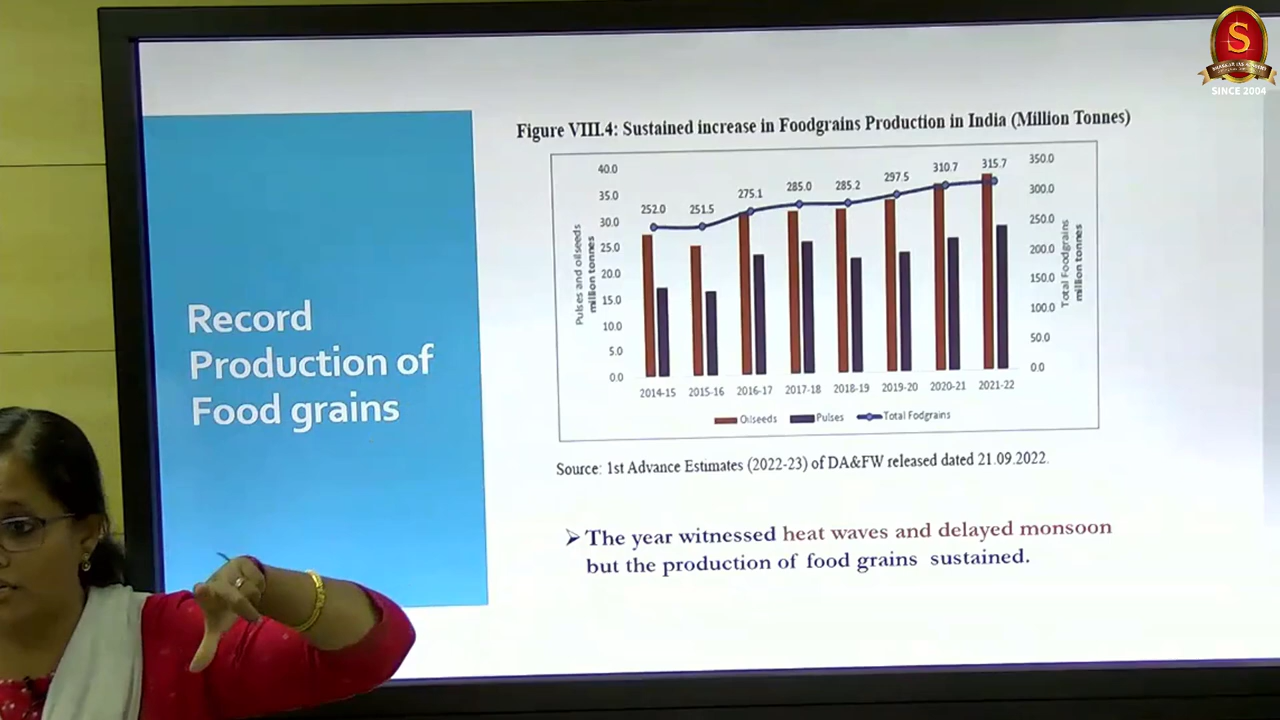 S
SINCE 2004
Record
Production of
Food grains
Figure VIII.4: Sustained increase in Foodgrains Production in India (Million Tonnes)
40.0
35.0
30.0
25.0
20.0
15.0
10.0
5.0
0.0
Pulses and oilseeds
million tonnes
252.0 251.5 275.1 285.0 285.2 297.5 310.7 315.7
350.0
300.0
250.0
200.0
150.0
100.0
50.0
0.0
Total Foodgrains
million tonnes
2014-15 2015-16 2016-17 2017-18 2018-19 2019-20 2020-21 2021-22
Oilseeds Pulses Total Fodgrains
Source: 1st Advance Estimates (2022-23) of DA&FW released dated 21.09.2022.
➢ The year witnessed heat waves and delayed monsoon
but the production of food grains sustained.